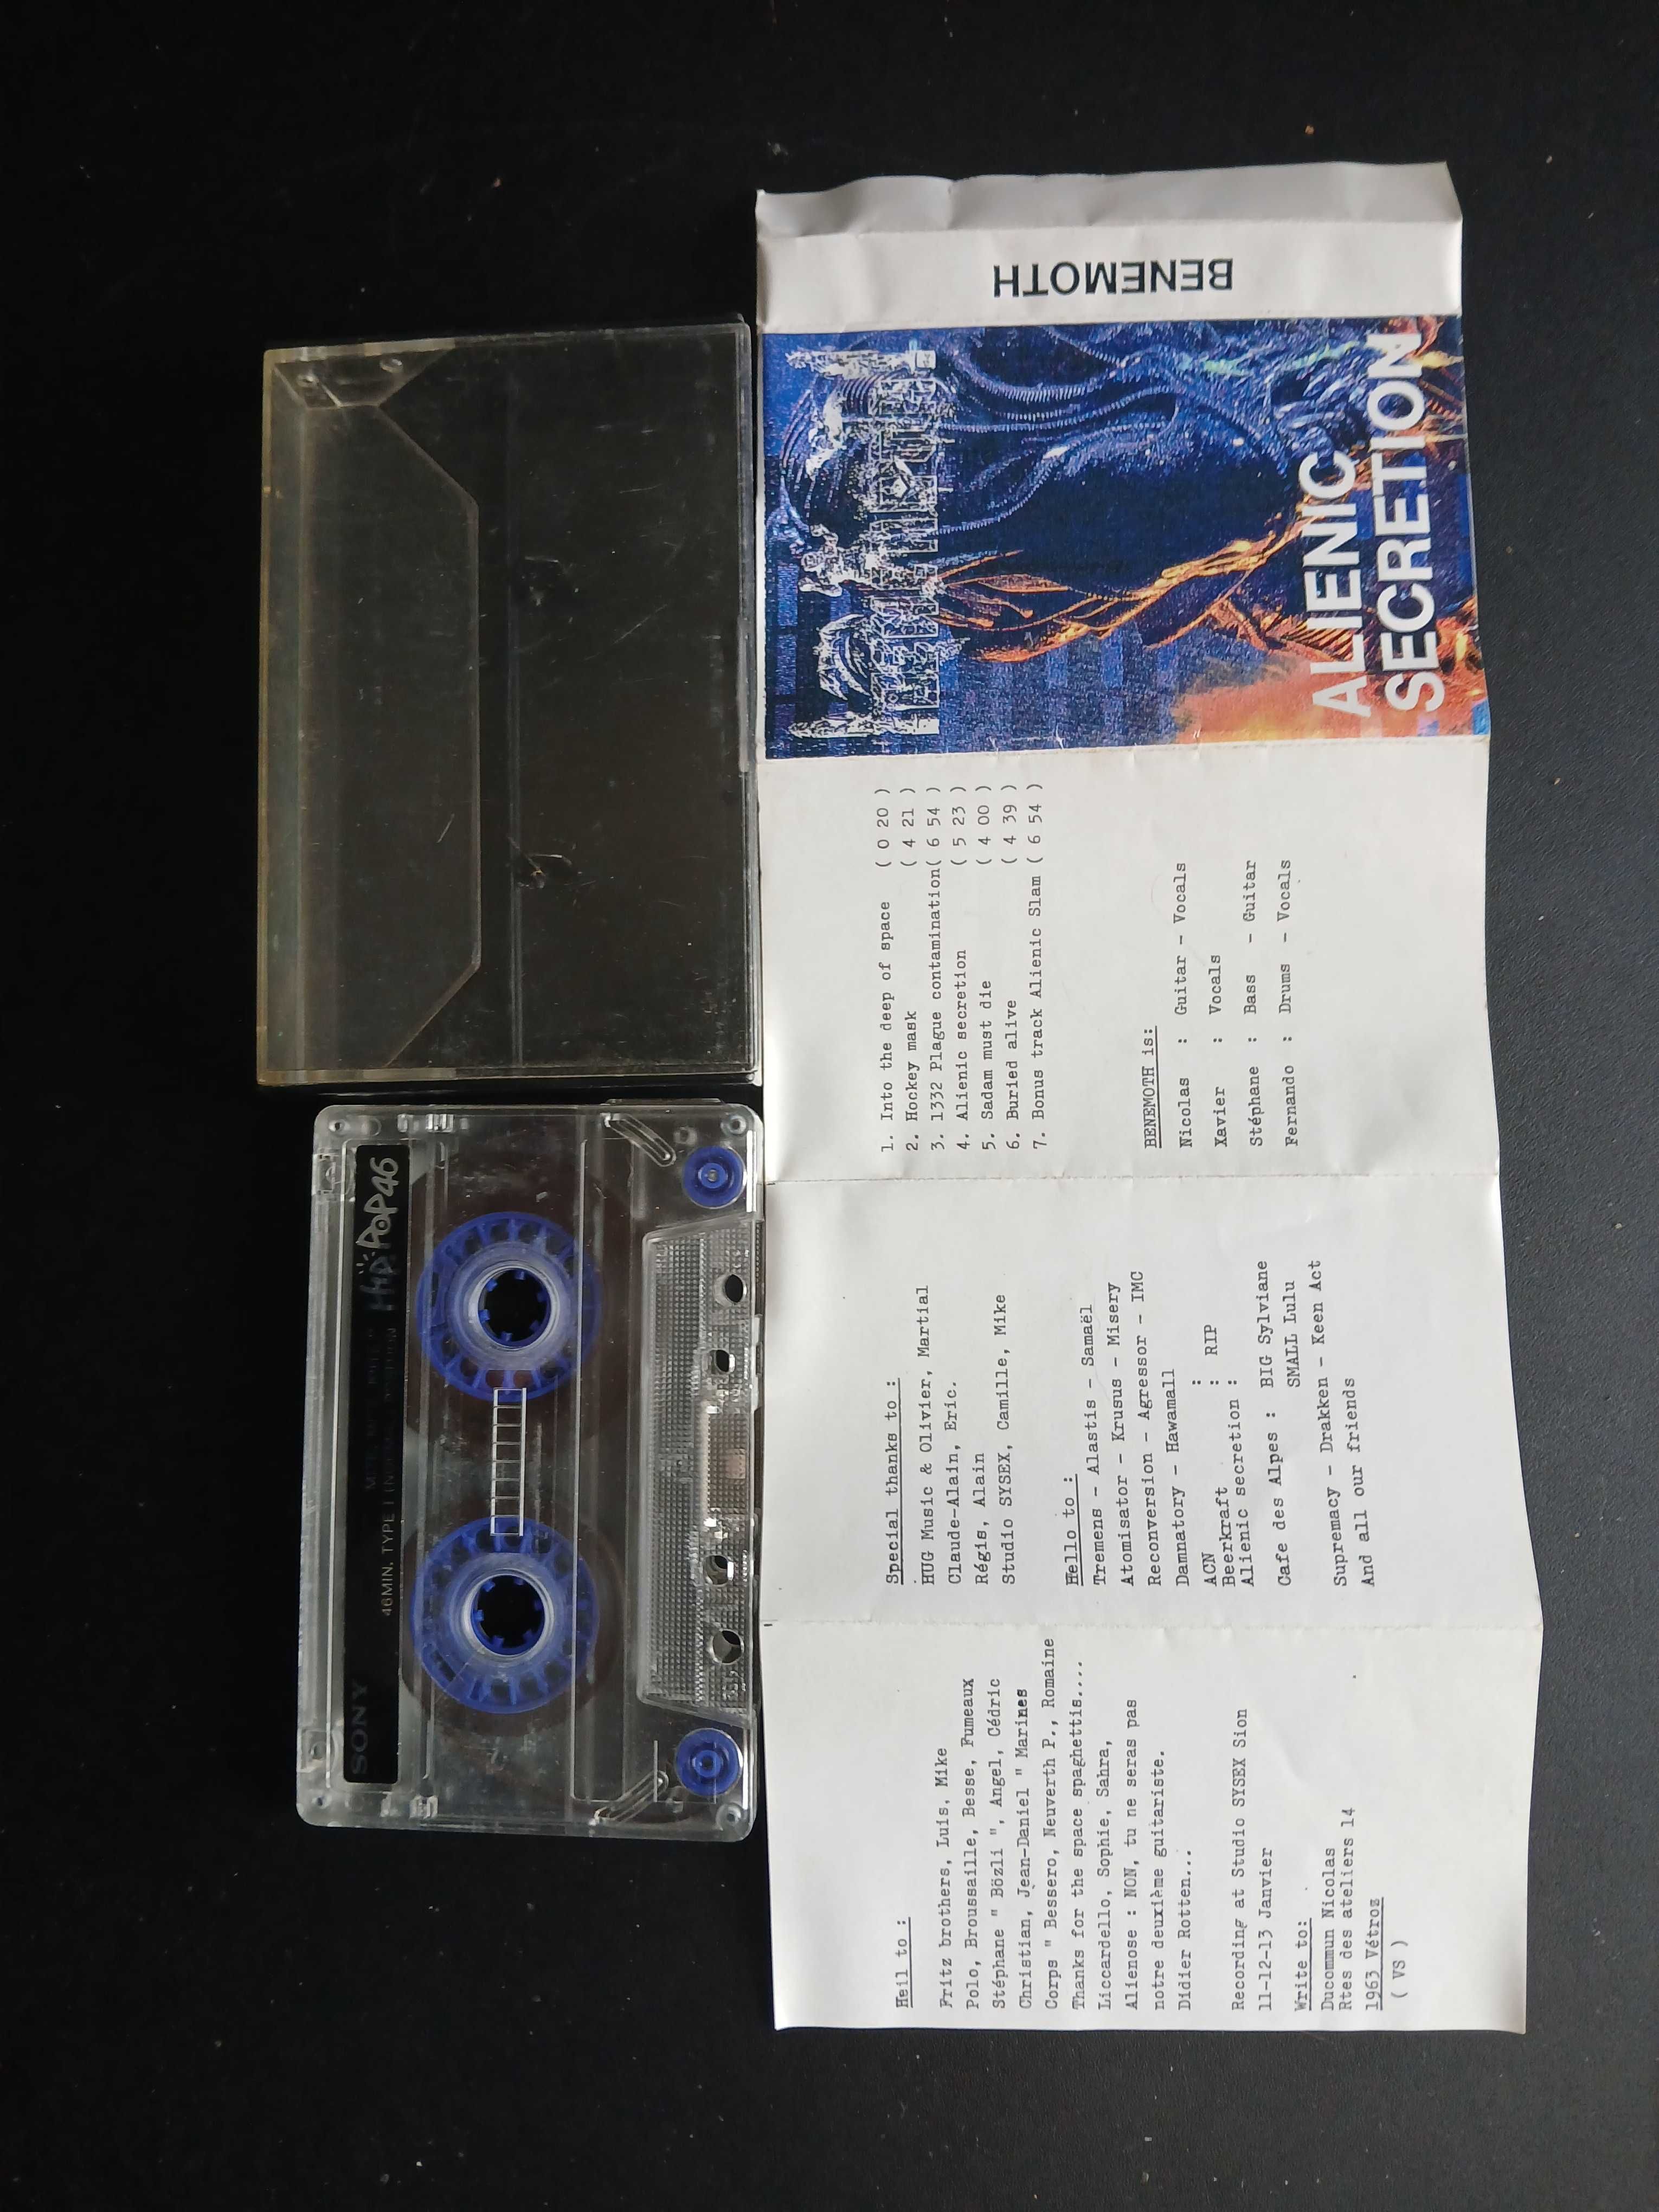 BENEMOTH
ALIENIC
SECRETION
1. Into the deep of space ( 0 20 )
2. Hockey mask ( 4 21 )
3. 1332 Plague contamination( 6 54 )
4. Alienic secretion ( 5 23 )
5. Sadam must die ( 4 00 )
6. Buried alive ( 4 39 )
7. Bonus track Alienic Slam ( 6 54 )
BENEMOTH is:
Nicolas : Guitar - Vocals
Xavier : Vocals
Stéphane : Bass - Guitar
Fernando : Drums - Vocals
Special thanks to :
HUG Music & Olivier, Martial
Claude-Alain, Eric.
Régis, Alain
Studio SYSEX, Camille, Mike
Hello to :
Tremens - Alastis - Samaël
Atomisator - Krusus - Misery
Reconversion - Agressor - IMC
Damnatory - Hawamall
ACN :
Beerkraft : RIP
Alienic secretion :
Cafe des Alpes : BIG Sylviane
SMALL Lulu
Supremacy - Drakken - Keen Act
And all our friends
Heil to :
Fritz brothers, Luis, Mike
Polo, Broussaille, Besse, Fumeaux
Stéphane " Bözli ", Angel, Cédric
Christian, Jean-Daniel " Marines
Corps " Bessero, Neuverth P., Romaine
Thanks for the space spaghettis....
Liccardello, Sophie, Sahra,
Alienose : NON, tu ne seras pas
notre deuxième guitariste.
Didier Rotten...
Recording at Studio SYSEX Sion
11-12-13 Janvier
Write to:
Ducommun Nicolas
Rtes des ateliers 14
1963 Vétroz
( VS )
SONY
46MIN. TYPE I
HIPPOP46